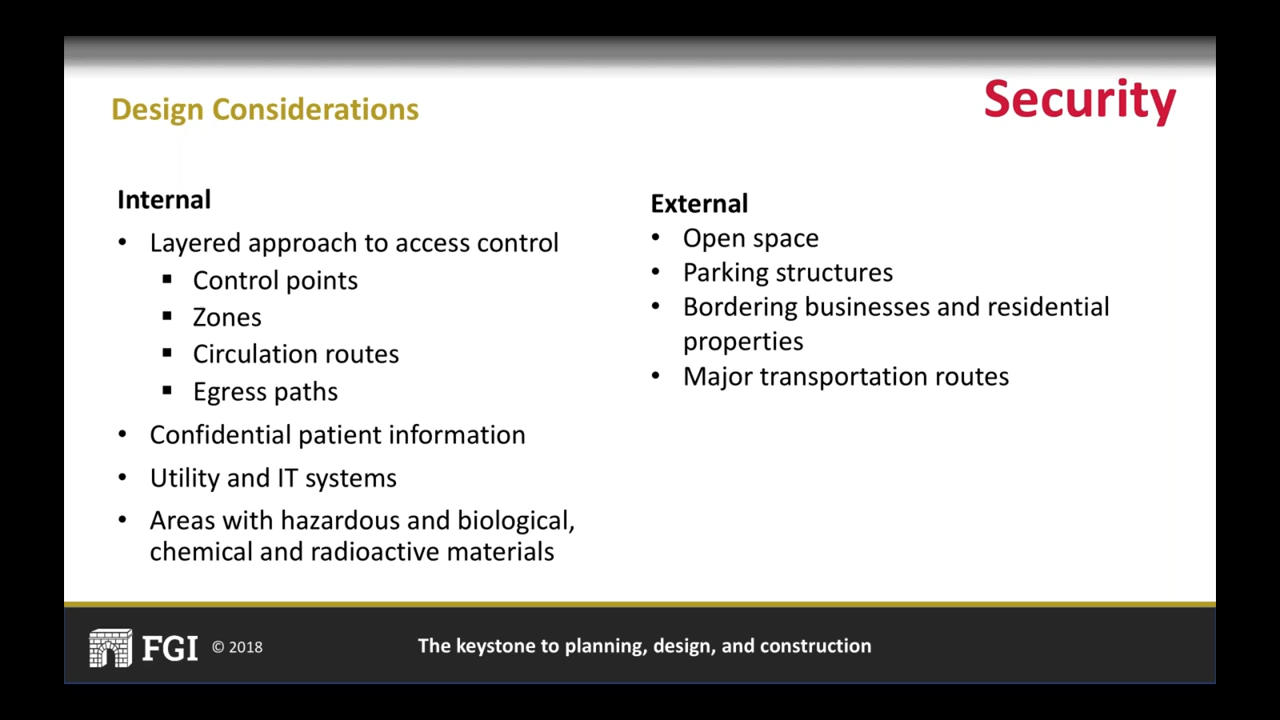 Design Considerations
Security
Internal
• Layered approach to access control
▪ Control points
▪ Zones
▪ Circulation routes
▪ Egress paths
• Confidential patient information
• Utility and IT systems
• Areas with hazardous and biological,
chemical and radioactive materials
External
• Open space
• Parking structures
• Bordering businesses and residential
properties
• Major transportation routes
FGI © 2018
The keystone to planning, design, and construction